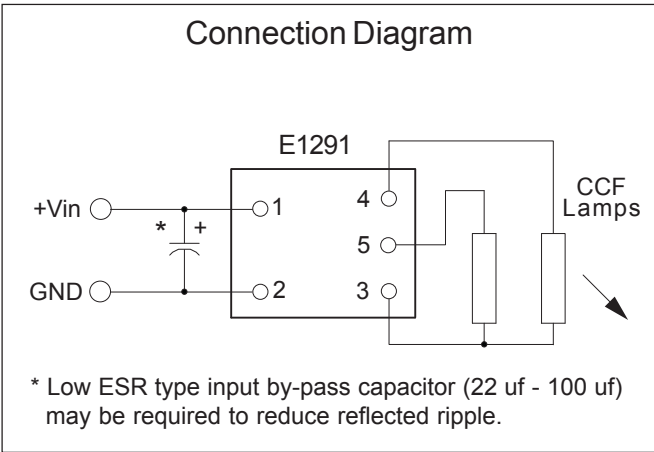 Connection Diagram
E1291
+Vin
* +
GND
1
2
4
5
3
CCF
Lamps
* Low ESR type input by-pass capacitor (22 uf - 100 uf)
may be required to reduce reflected ripple.